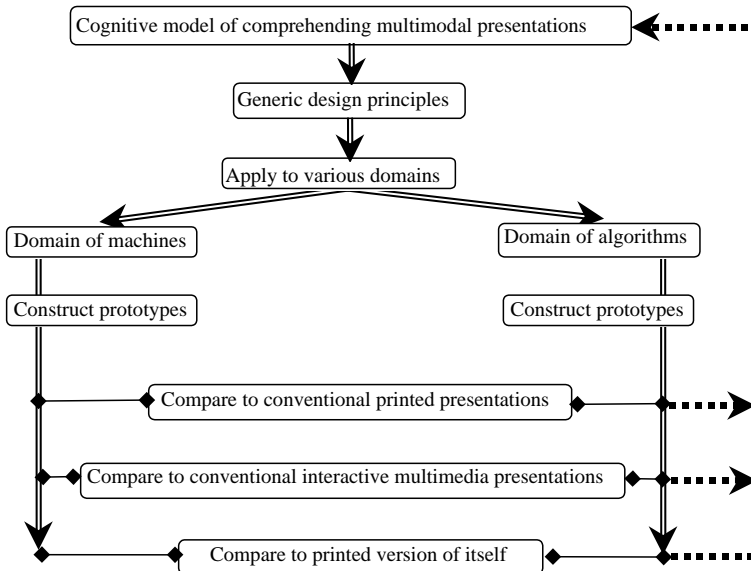 Cognitive model of comprehending multimodal presentations
Generic design principles
Apply to various domains
Domain of machines
Domain of algorithms
Construct prototypes
Construct prototypes
Compare to conventional printed presentations
Compare to conventional interactive multimedia presentations
Compare to printed version of itself